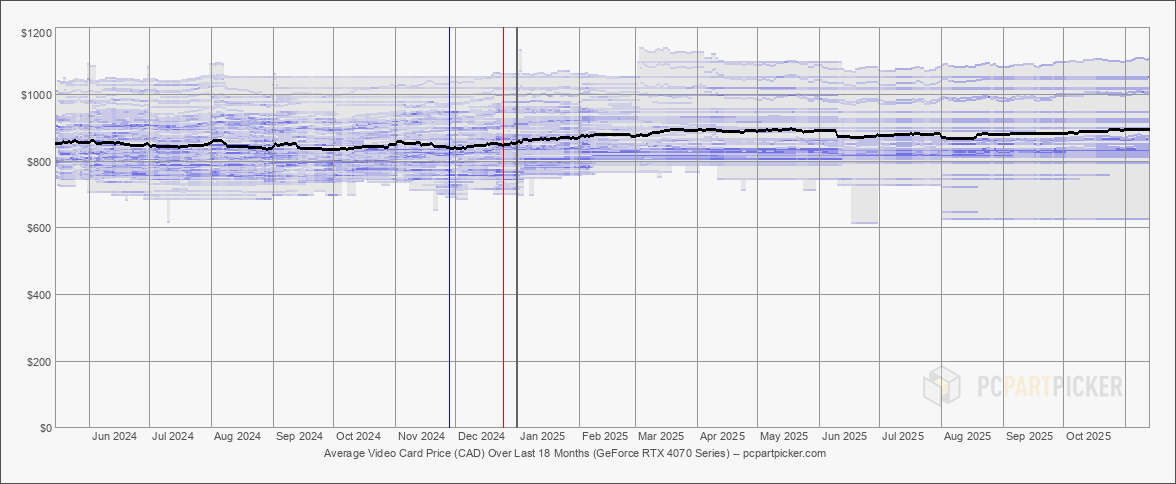 $1200
$1000
$800
$600
$400
$200
$0
Jun 2024 Jul 2024 Aug 2024 Sep 2024 Oct 2024 Nov 2024 Dec 2024 Jan 2025 Feb 2025 Mar 2025 Apr 2025 May 2025 Jun 2025 Jul 2025 Aug 2025 Sep 2025 Oct 2025
Average Video Card Price (CAD) Over Last 18 Months (GeForce RTX 4070 Series) -- pcpartpicker.com
PCPARTPICKER